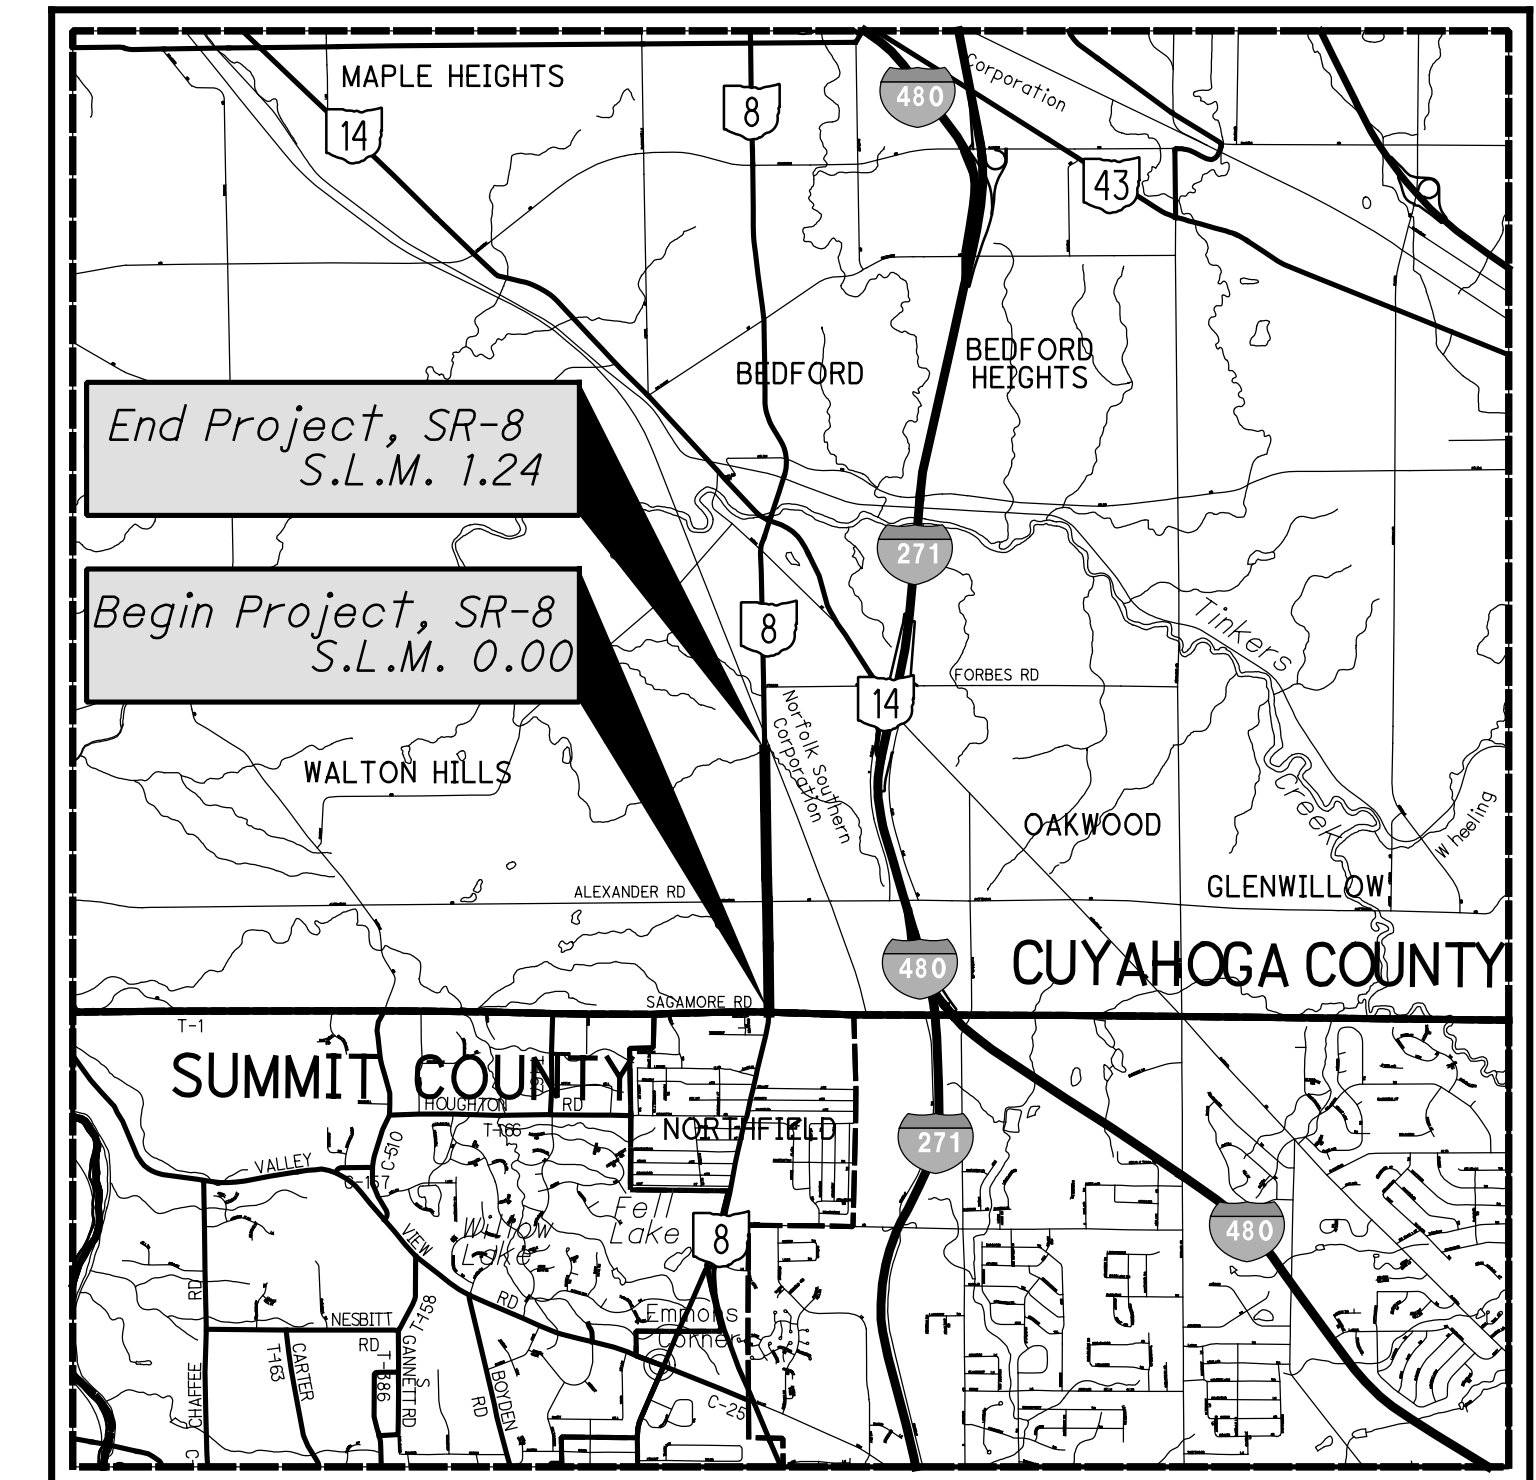 MAPLE HEIGHTS
Corporation
480
8
14
43
BEDFORD
HEIGHTS
BEDFORD
End Project, SR-8
S.L.M. 1.24
271
Begin Project, SR-8
S.L.M. 0.00
8
Tinkers
Creek
FORBES RD
14
Norfolk Southern
Corporation
WALTON HILLS
OAKWOOD
Wheeling
GLENWILLOW
ALEXANDER RD
CUYAHOGA COUNTY
480
SAGAMORE RD
T-1
SUMMIT COUNTY
HOUGHTON RD
T-166
NORTHFIELD
271
C-510
VALLEY
VIEW
RD
Fell
Lake
Willow
Lake
8
480
RD
CHAFFEE
NESBITT
RD
T-158
Emmons
Corner
T-163
CARTER
T-386
GANNETT RD
S
BOYDEN
RD
C-25
C